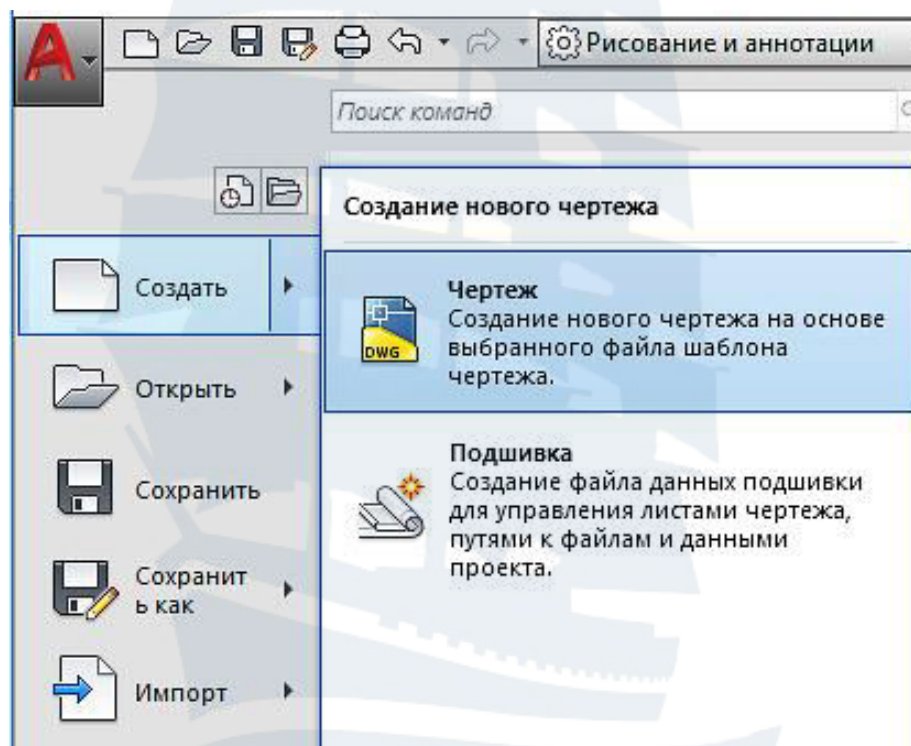 Рисование и аннотации
Поиск команд
Создание нового чертежа
Создать
Чертеж
Создание нового чертежа на основе
выбранного файла шаблона
чертежа.
DWG
Открыть
Подшивка
Создание файла данных подшивки
для управления листами чертежа,
путями к файлам и данными
проекта.
Сохранить
Сохранит
ь как
Импорт